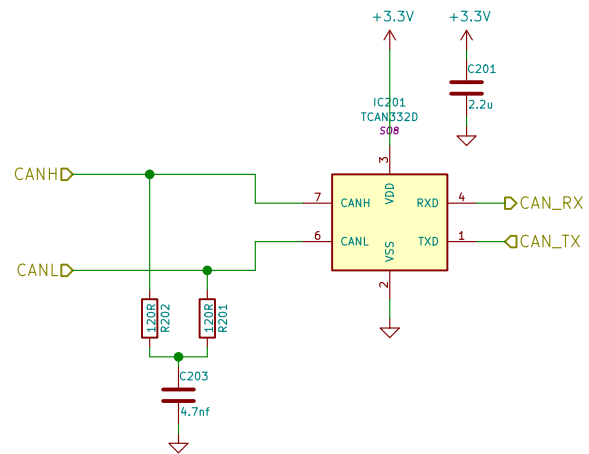 +3.3V
+3.3V
C201
2.2u
IC201
TCAN332D
SO8
CANH
7
CANH
3
VDD
RXD
4
CAN_RX
CANL
6
CANL
VSS
2
TXD
1
CAN_TX
120R
R202
120R
R201
C203
4.7nf